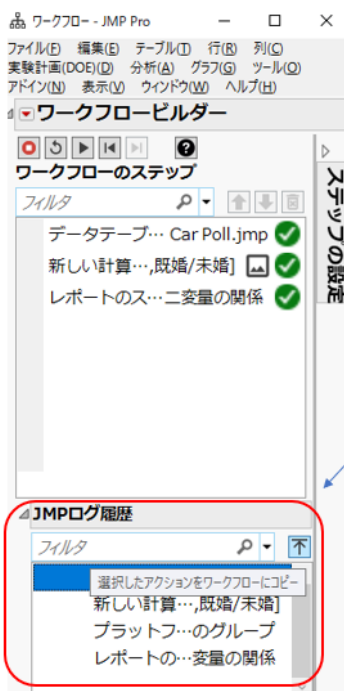 ワークフロー - JMP Pro
ファイル(F) 編集(E) テーブル(T) 行(R) 列(C)
実験計画(DOE)(D) 分析(A) グラフ(G) ツール(O)
アドイン(N) 表示(V) ウィンドウ(W) ヘルプ(H)
ワークフロービルダー
ワークフローのステップ
フィルタ
データテーブ… Car Poll.jmp
新しい計算…,既婚/未婚]
レポートのス…二変量の関係
ステップの設定
JMPログ履歴
フィルタ
選択したアクションをワークフローにコピー
新しい計算…,既婚/未婚]
プラットフ…のグループ
レポートの…変量の関係